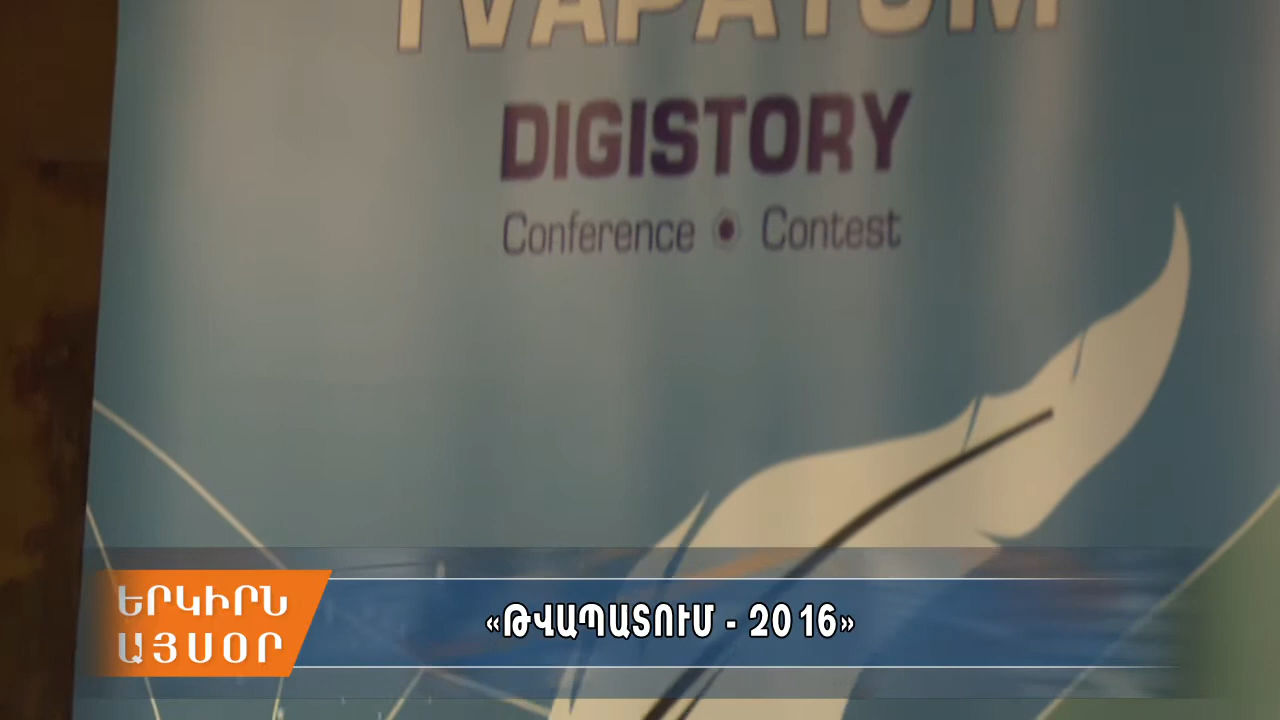 TVAPATUM
DIGISTORY
Conference • Contest
ԵՐԿԻՐՆ
ԱՅՍՕՐ
«ԹՎԱՊԱՏՈՒՄ - 2016»